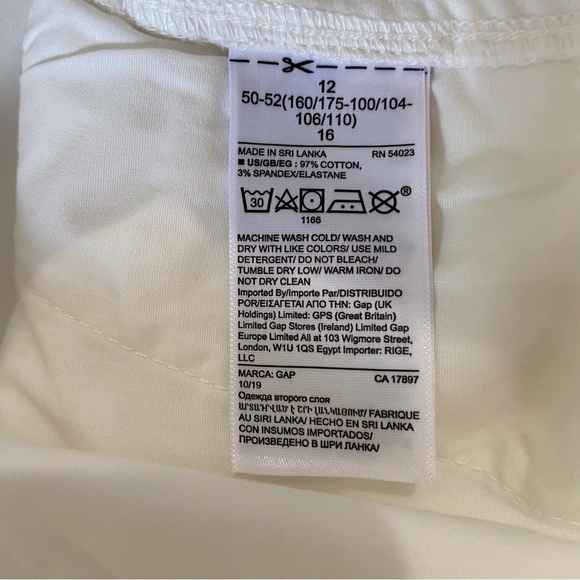 12
50-52(160/175-100/104-
106/110)
16
MADE IN SRI LANKA RN 54023
■ US/GB/EG : 97% COTTON,
3% SPANDEX/ELASTANE
30 ®
1166
MACHINE WASH COLD/ WASH AND
DRY WITH LIKE COLORS/ USE MILD
DETERGENT/ DO NOT BLEACH/
TUMBLE DRY LOW/ WARM IRON/ DO
NOT DRY CLEAN
Imported By/Importe Par/DISTRIBUIDO
POR/ΕΙΣΑΓΕΤΑΙ ΑΠΟ ΤΗΝ: Gap (UK
Holdings) Limited: GPS (Great Britain)
Limited Gap Stores (Ireland) Limited Gap
Europe Limited All at 103 Wigmore Street,
London, W1U 1QS Egypt Importer: RIGE,
LLC
MARCA: GAP CA 17897
10/19
Одежда второго слоя
ԱՐՏԱԴՐՎԱԾ Է ՇՐԻ ԼԱՆԿԱՅՈՒՄ/ FABRIQUE
AU SIRI LANKA/ HECHO EN SRI LANKA
CON INSUMOS IMPORTADOS/
ПРОИЗВЕДЕНО В ШРИ ЛАНКА/